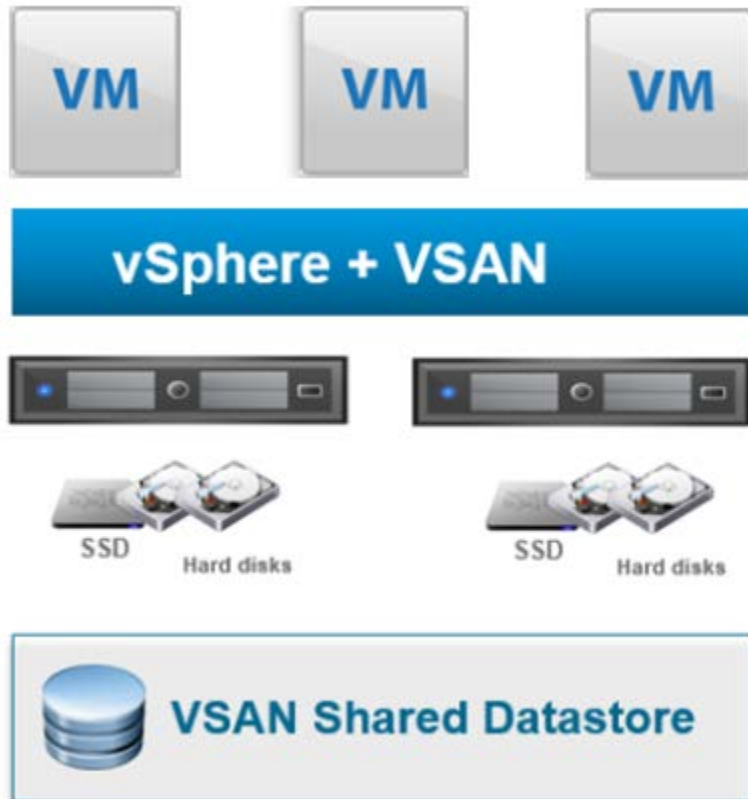 VM
VM
VM
vSphere + VSAN
SSD
Hard disks
SSD
Hard disks
VSAN Shared Datastore